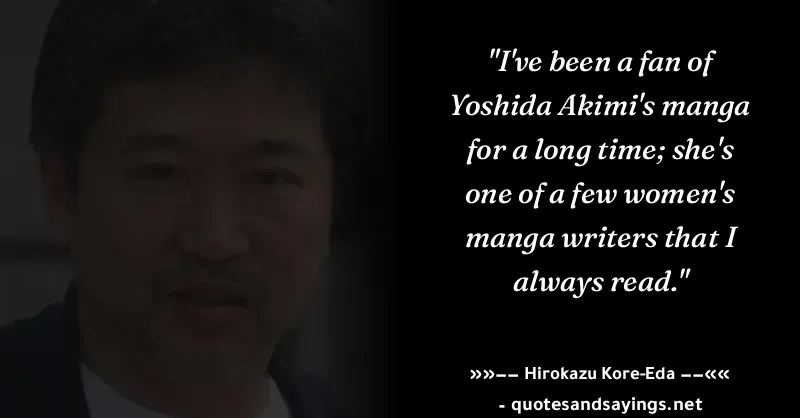 "I've been a fan of
Yoshida Akimi's manga
for a long time; she's
one of a few women's
manga writers that I
always read."
»»−− Hirokazu Kore-Eda −−««
- quotesandsayings.net